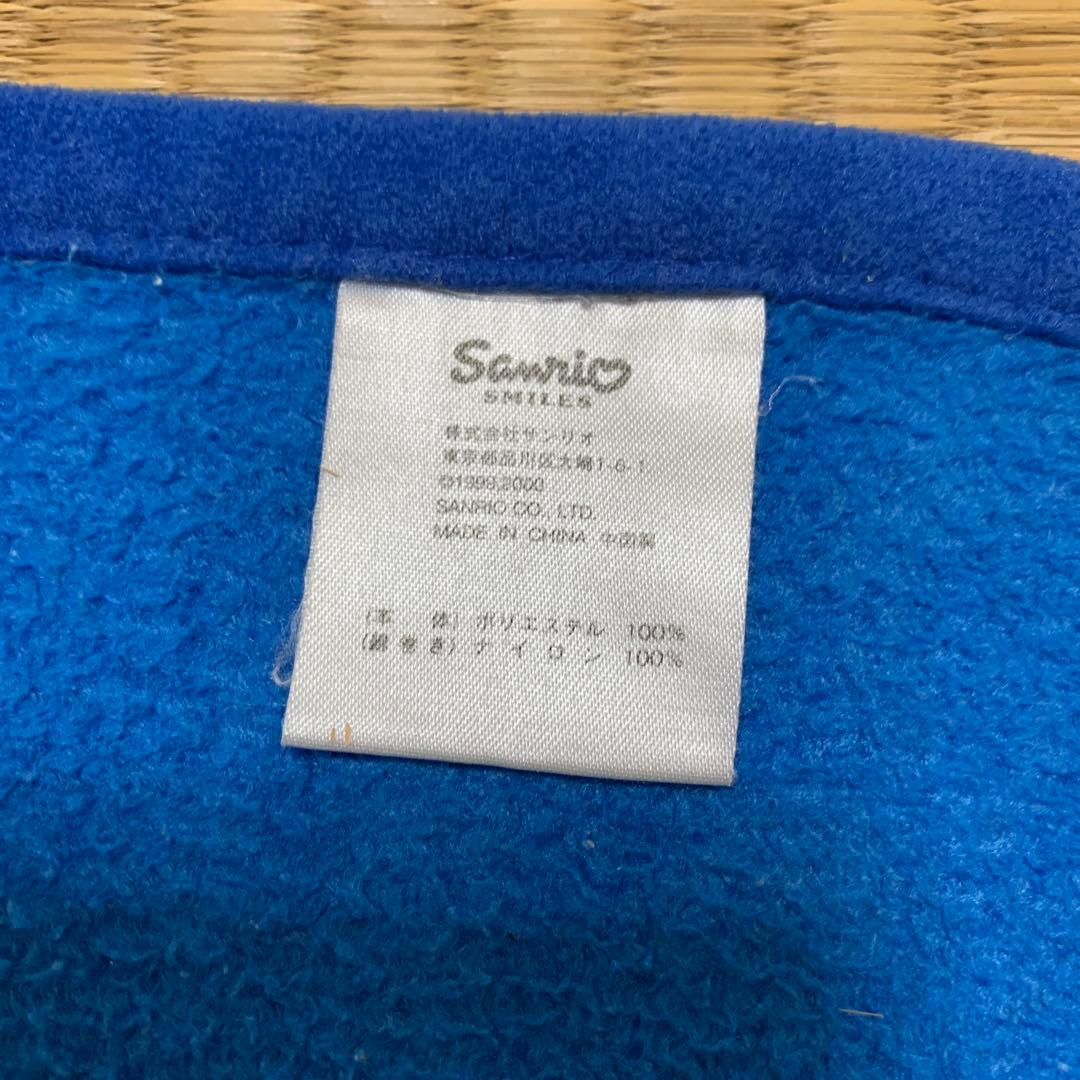 Sanrio
SMILES
株式会社サンリオ
東京都品川区大崎1-6-1
©1999,2000
SANRIO CO., LTD.
MADE IN CHINA 中国製
(本 体) ポリエステル 100%
(縁巻き) ナイロン 100%